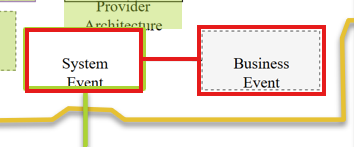 Provider
Architecture
System
Event
Business
Event